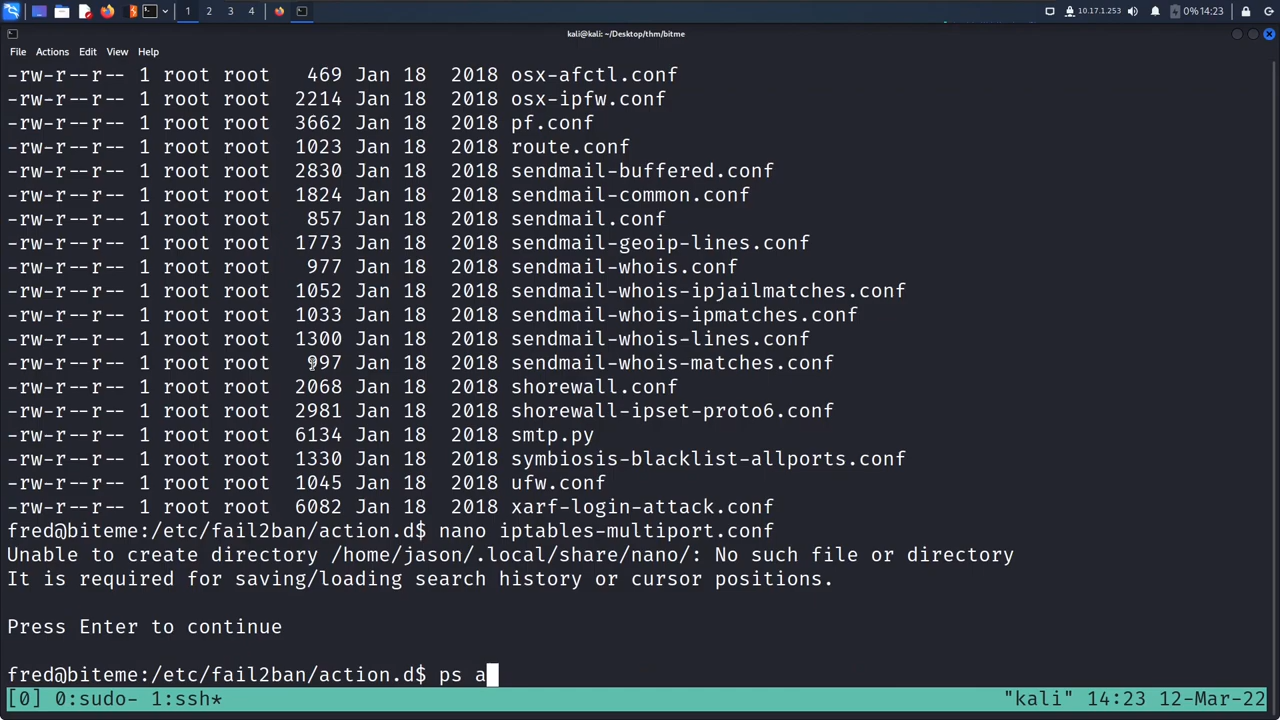 1 2 3 4 10.17.1.253 0% 14:23
kali@kali: ~/Desktop/thm/bitme
File Actions Edit View Help
-rw-r--r-- 1 root root 469 Jan 18 2018 osx-afctl.conf
-rw-r--r-- 1 root root 2214 Jan 18 2018 osx-ipfw.conf
-rw-r--r-- 1 root root 3662 Jan 18 2018 pf.conf
-rw-r--r-- 1 root root 1023 Jan 18 2018 route.conf
-rw-r--r-- 1 root root 2830 Jan 18 2018 sendmail-buffered.conf
-rw-r--r-- 1 root root 1824 Jan 18 2018 sendmail-common.conf
-rw-r--r-- 1 root root 857 Jan 18 2018 sendmail.conf
-rw-r--r-- 1 root root 1773 Jan 18 2018 sendmail-geoip-lines.conf
-rw-r--r-- 1 root root 977 Jan 18 2018 sendmail-whois.conf
-rw-r--r-- 1 root root 1052 Jan 18 2018 sendmail-whois-ipjailmatches.conf
-rw-r--r-- 1 root root 1033 Jan 18 2018 sendmail-whois-ipmatches.conf
-rw-r--r-- 1 root root 1300 Jan 18 2018 sendmail-whois-lines.conf
-rw-r--r-- 1 root root 997 Jan 18 2018 sendmail-whois-matches.conf
-rw-r--r-- 1 root root 2068 Jan 18 2018 shorewall.conf
-rw-r--r-- 1 root root 2981 Jan 18 2018 shorewall-ipset-proto6.conf
-rw-r--r-- 1 root root 6134 Jan 18 2018 smtp.py
-rw-r--r-- 1 root root 1330 Jan 18 2018 symbiosis-blacklist-allports.conf
-rw-r--r-- 1 root root 1045 Jan 18 2018 ufw.conf
-rw-r--r-- 1 root root 6082 Jan 18 2018 xarf-login-attack.conf
fred@biteme:/etc/fail2ban/action.d$ nano iptables-multiport.conf
Unable to create directory /home/jason/.local/share/nano/: No such file or directory
It is required for saving/loading search history or cursor positions.
Press Enter to continue
fred@biteme:/etc/fail2ban/action.d$ ps a
[0] 0:sudo- 1:ssh* "kali" 14:23 12-Mar-22